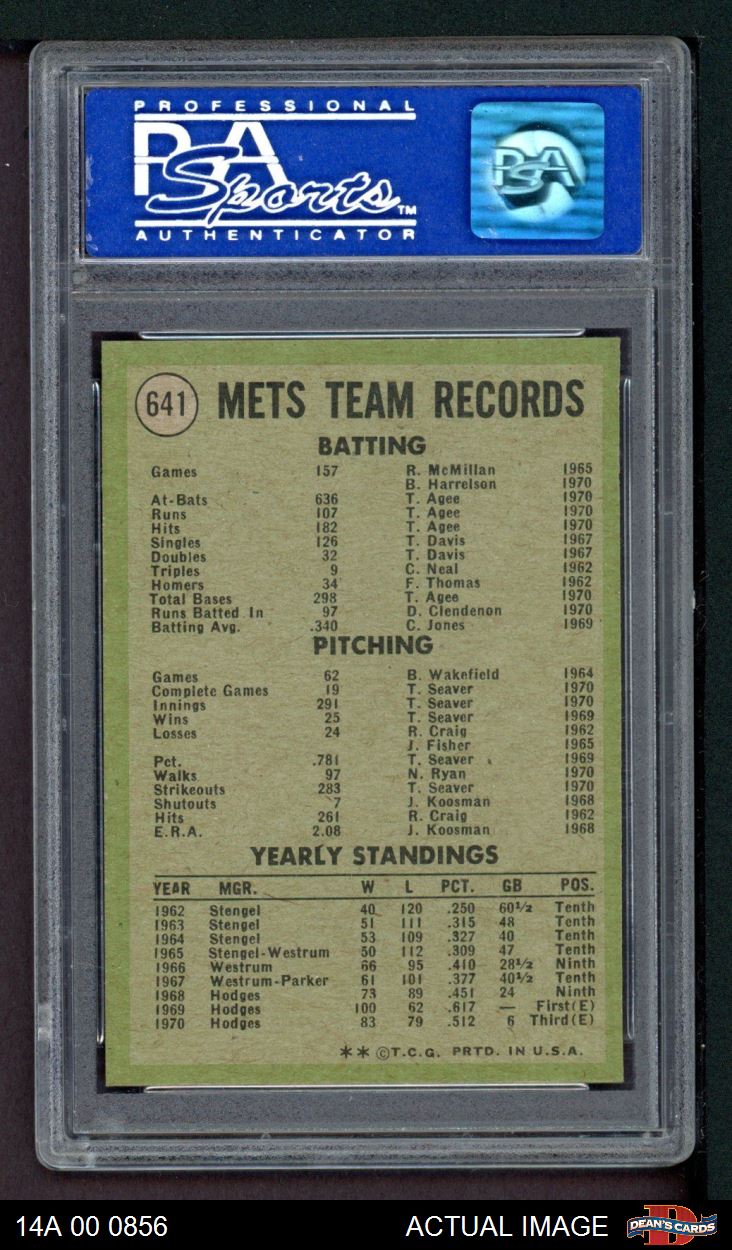 PROFESSIONAL
PSA
Sports™
AUTHENTICATOR
PSA
641 METS TEAM RECORDS
BATTING
Games 157 R. McMillan 1965
B. Harrelson 1970
At-Bats 636 T. Agee 1970
Runs 107 T. Agee 1970
Hits 182 T. Agee 1970
Singles 126 T. Davis 1967
Doubles 32 T. Davis 1967
Triples 9 C. Neal 1962
Homers 34 F. Thomas 1962
Total Bases 298 T. Agee 1970
Runs Batted In 97 D. Clendenon 1970
Batting Avg. .340 C. Jones 1969
PITCHING
Games 62 B. Wakefield 1964
Complete Games 19 T. Seaver 1970
Innings 291 T. Seaver 1970
Wins 25 T. Seaver 1969
Losses 24 R. Craig 1962
J. Fisher 1965
Pct. .781 T. Seaver 1969
Walks 97 N. Ryan 1970
Strikeouts 283 T. Seaver 1970
Shutouts 7 J. Koosman 1968
Hits 261 R. Craig 1962
E.R.A. 2.08 J. Koosman 1968
YEARLY STANDINGS
YEAR MGR. W L PCT. GB POS.
1962 Stengel 40 120 .250 60½ Tenth
1963 Stengel 51 111 .315 48 Tenth
1964 Stengel 53 109 .327 40 Tenth
1965 Stengel-Westrum 50 112 .309 47 Tenth
1966 Westrum 66 95 .410 28½ Ninth
1967 Westrum-Parker 61 101 .377 40½ Tenth
1968 Hodges 73 89 .451 24 Ninth
1969 Hodges 100 62 .617 — First(E)
1970 Hodges 83 79 .512 6 Third(E)
** ©T.C.G. PRTD. IN U.S.A.
14A 00 0856 ACTUAL IMAGE DEAN'S CARDS